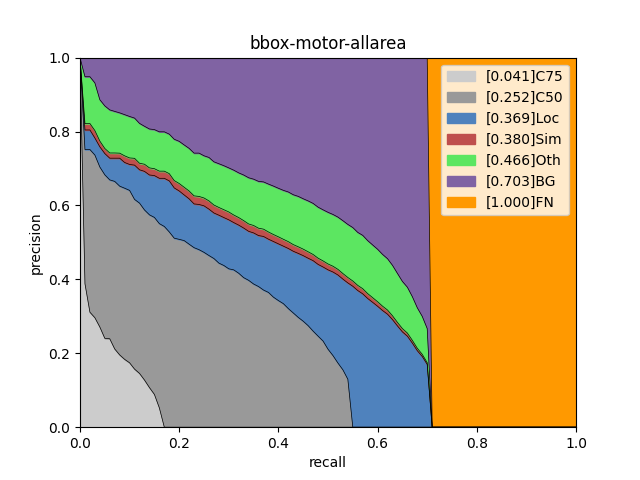 bbox-motor-allarea
1.0
0.8
0.6
0.4
0.2
0.0
precision
[0.041]C75
[0.252]C50
[0.369]Loc
[0.380]Sim
[0.466]Oth
[0.703]BG
[1.000]FN
0.0 0.2 0.4 0.6 0.8 1.0
recall